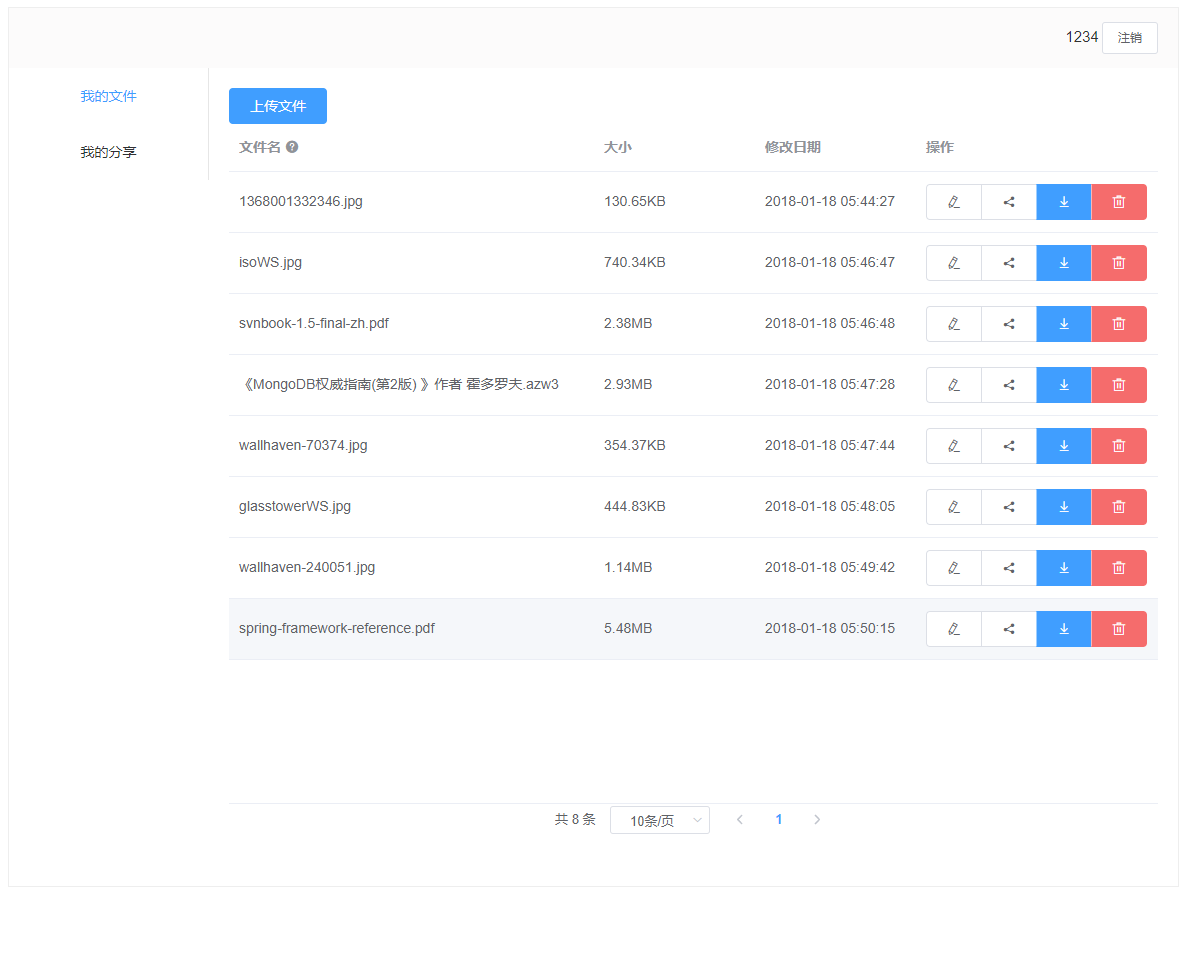 1234 注销
我的文件
我的分享
上传文件
文件名 大小 修改日期 操作
1368001332346.jpg 130.65KB 2018-01-18 05:44:27
isoWS.jpg 740.34KB 2018-01-18 05:46:47
svnbook-1.5-final-zh.pdf 2.38MB 2018-01-18 05:46:48
《MongoDB权威指南(第2版) 》作者 霍多罗夫.azw3 2.93MB 2018-01-18 05:47:28
wallhaven-70374.jpg 354.37KB 2018-01-18 05:47:44
glasstowerWS.jpg 444.83KB 2018-01-18 05:48:05
wallhaven-240051.jpg 1.14MB 2018-01-18 05:49:42
spring-framework-reference.pdf 5.48MB 2018-01-18 05:50:15
共 8 条 10条/页 1